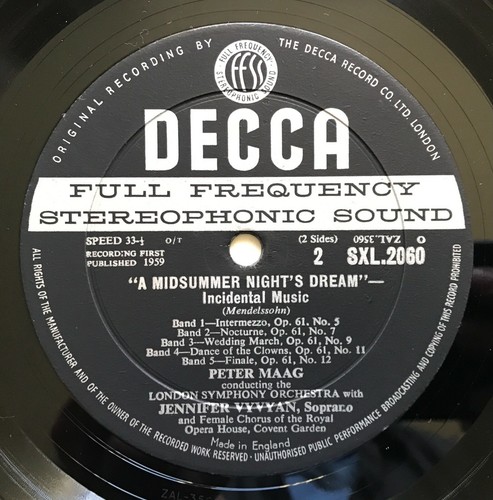 ORIGINAL RECORDING BY THE DECCA RECORD CO. LTD. LONDON
FULL FREQUENCY
ffss
STEREOPHONIC SOUND
DECCA
FULL FREQUENCY
STEREOPHONIC SOUND
SPEED 33⅓ O/T (2 Sides) ZAL.3560 O
RECORDING FIRST
PUBLISHED 1959
2 SXL.2060
"A MIDSUMMER NIGHT'S DREAM"—
Incidental Music
(Mendelssohn)
Band 1—Intermezzo, Op. 61, No. 5
Band 2—Nocturne, Op. 61, No. 7
Band 3—Wedding March, Op. 61, No. 9
Band 4—Dance of the Clowns, Op. 61, No. 11
Band 5—Finale, Op. 61, No. 12
PETER MAAG
conducting the
LONDON SYMPHONY ORCHESTRA with
JENNIFER VYVYAN, Soprano
and Female Chorus of the Royal
Opera House, Covent Garden
Made in England
ALL RIGHTS OF THE MANUFACTURER AND OF THE OWNER OF THE RECORDED WORK RESERVED · UNAUTHORISED PUBLIC PERFORMANCE BROADCASTING AND COPYING OF THIS RECORD PROHIBITED